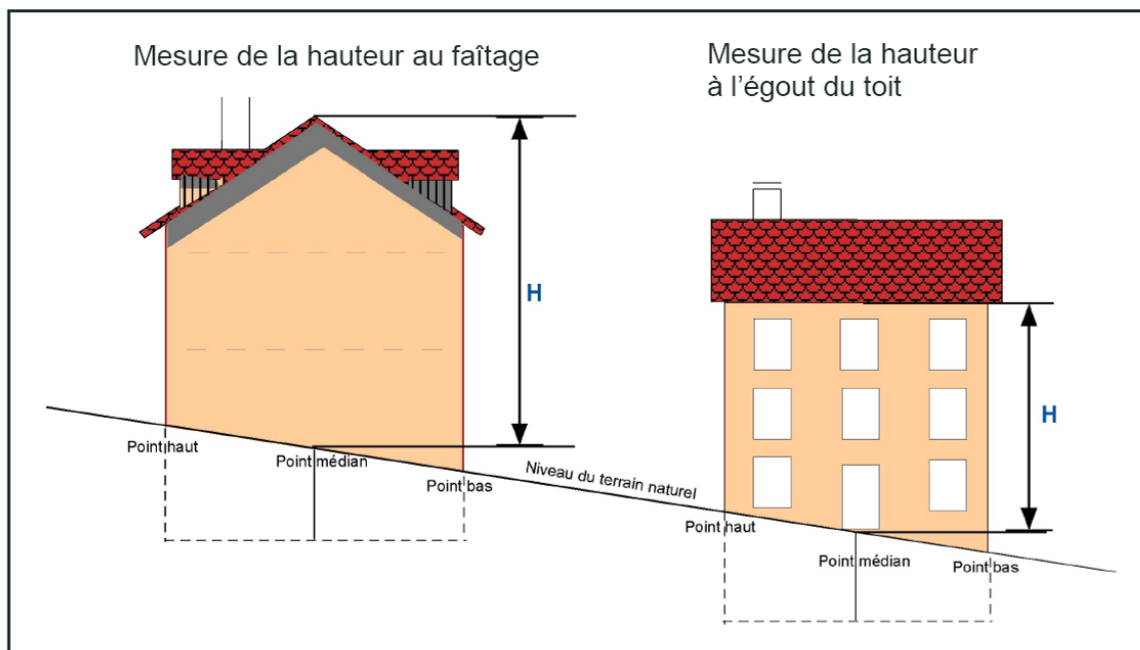 Mesure de la hauteur au faîtage
Mesure de la hauteur
à l'égout du toit
H
H
Point haut
Point médian
Point bas
Niveau du terrain naturel
Point haut
Point médian
Point bas